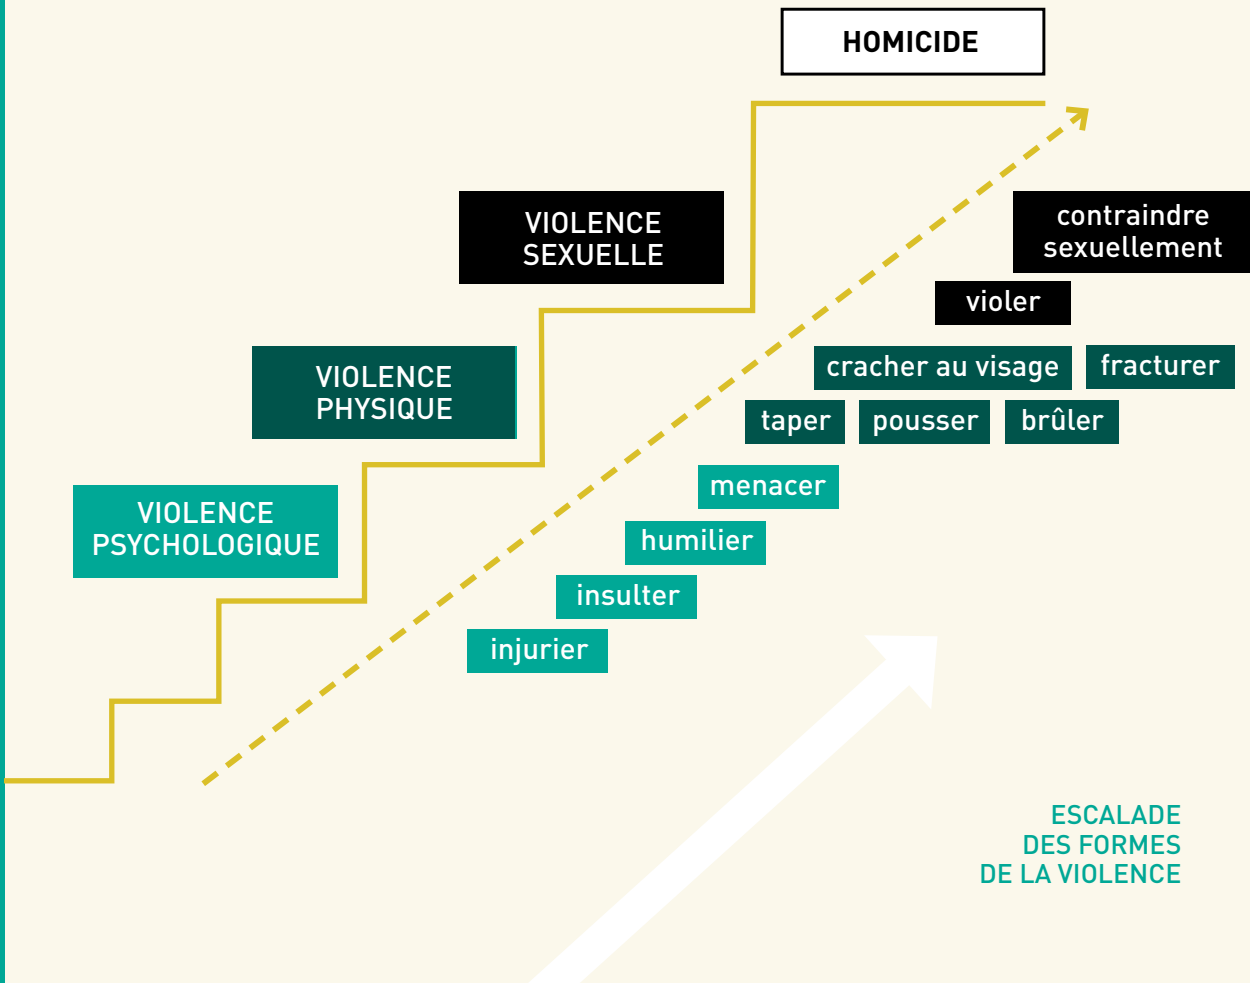 HOMICIDE
VIOLENCE
SEXUELLE
contraindre
sexuellement
violer
VIOLENCE
PHYSIQUE
cracher au visage
fracturer
taper
pousser
brûler
menacer
VIOLENCE
PSYCHOLOGIQUE
humilier
insulter
injurier
ESCALADE
DES FORMES
DE LA VIOLENCE